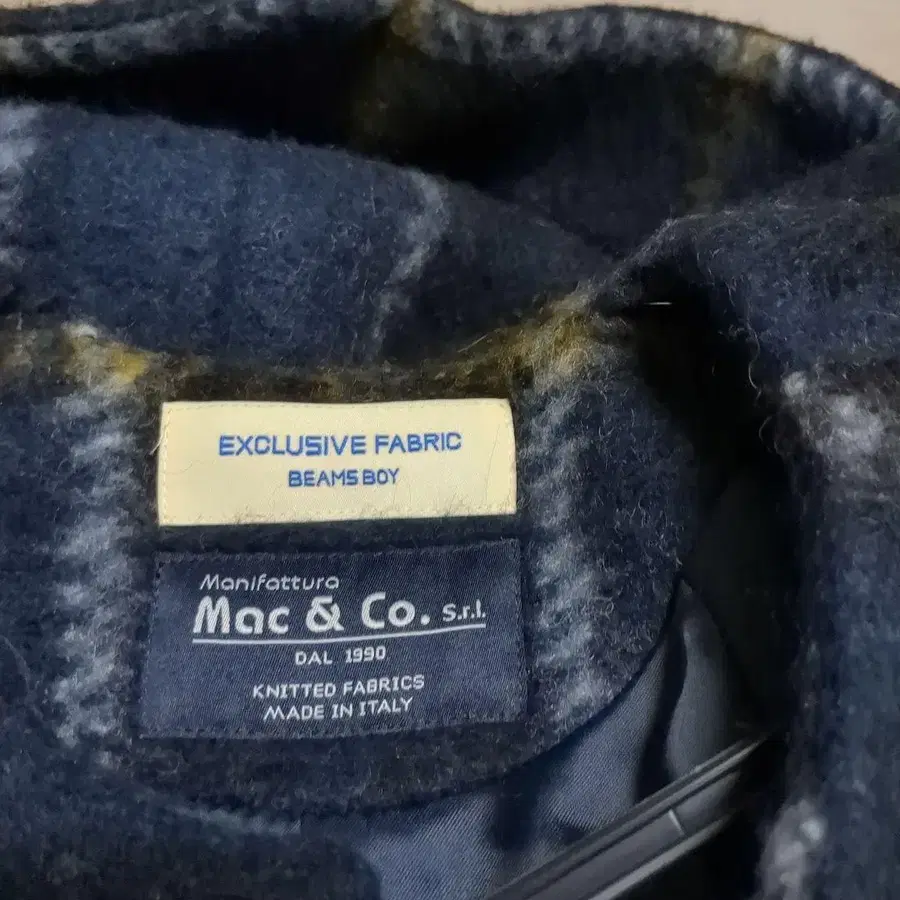 EXCLUSIVE FABRIC
BEAMS BOY
Manifattura
Mac & Co. S.r.l.
DAL 1990
KNITTED FABRICS
MADE IN ITALY